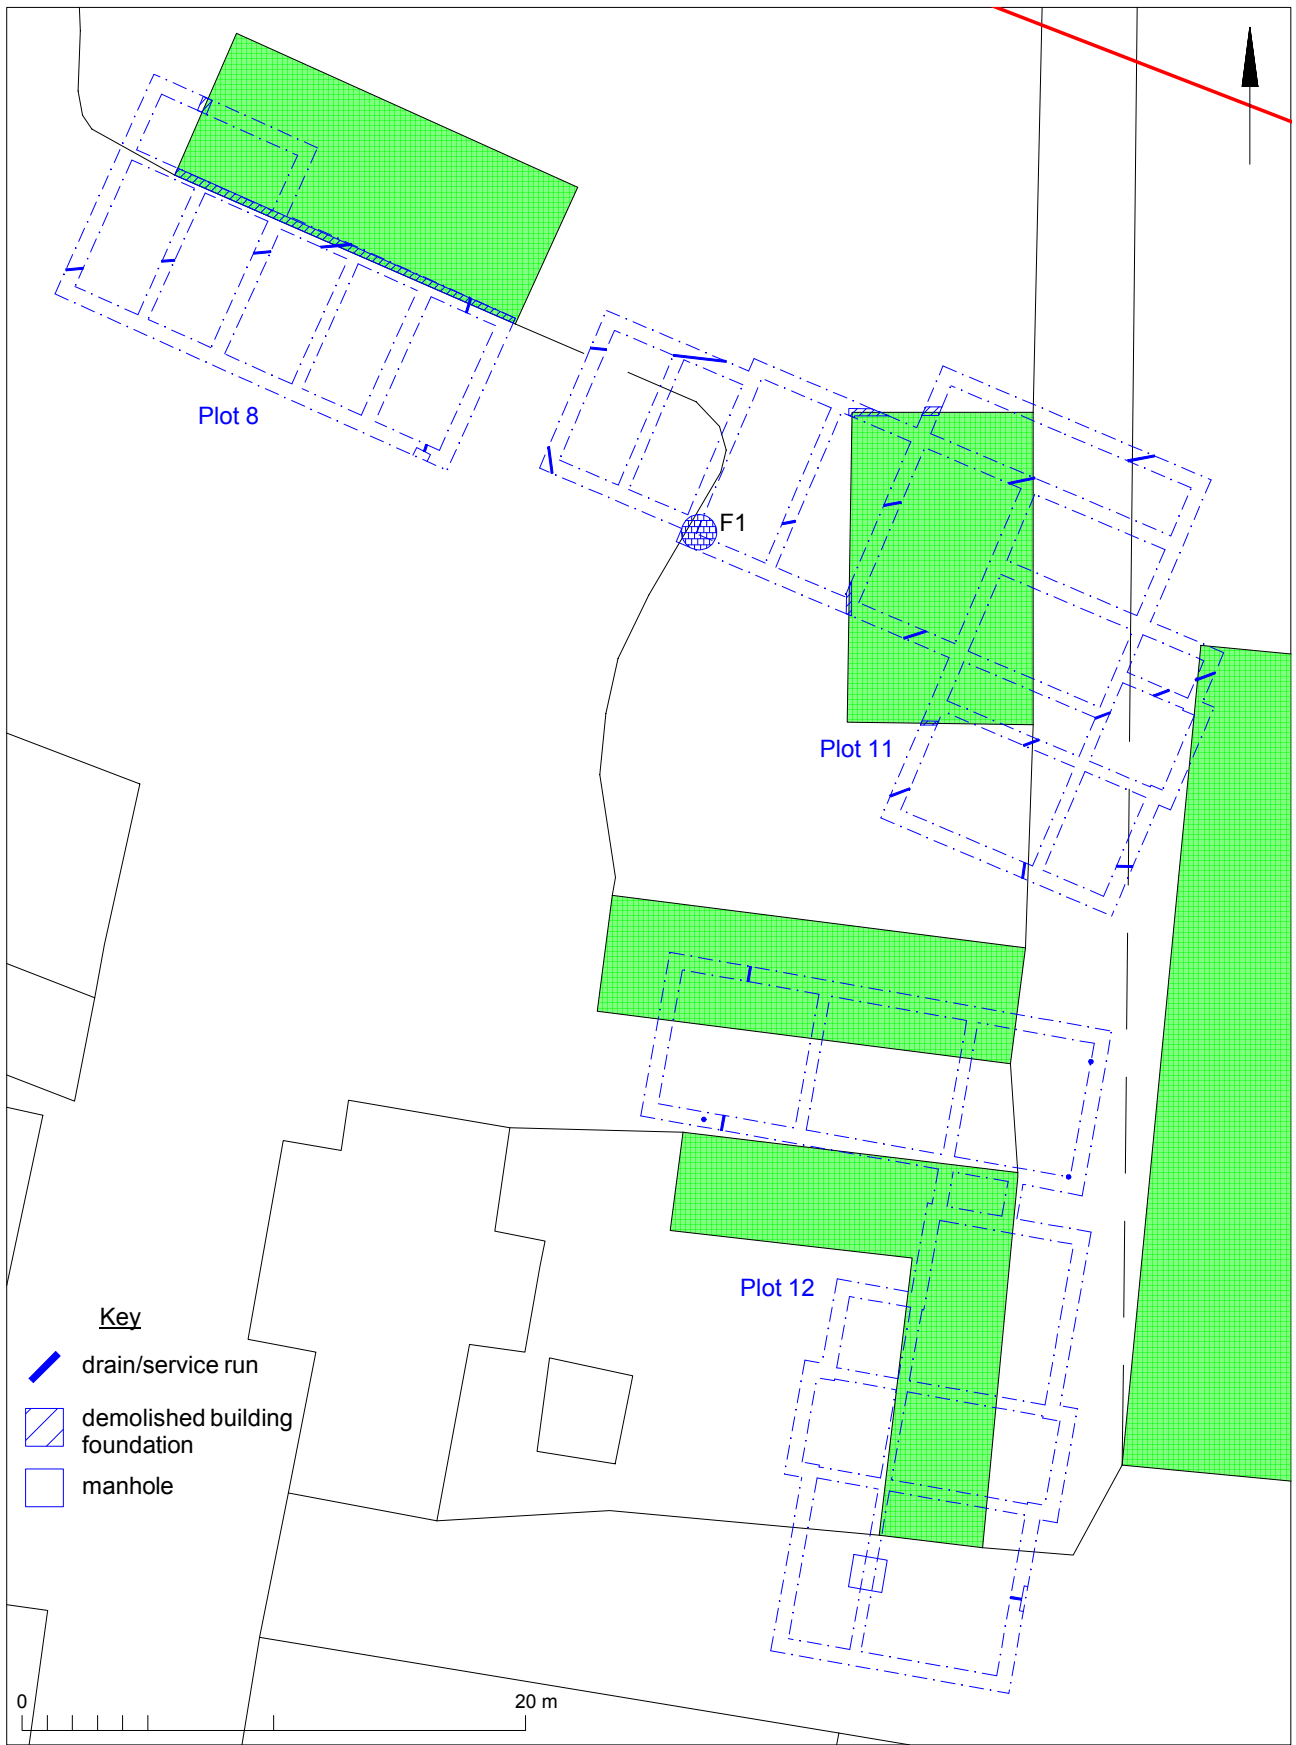 Plot 8
F1
Plot 11
Plot 12
Key
drain/service run
demolished building
foundation
manhole
0
20 m